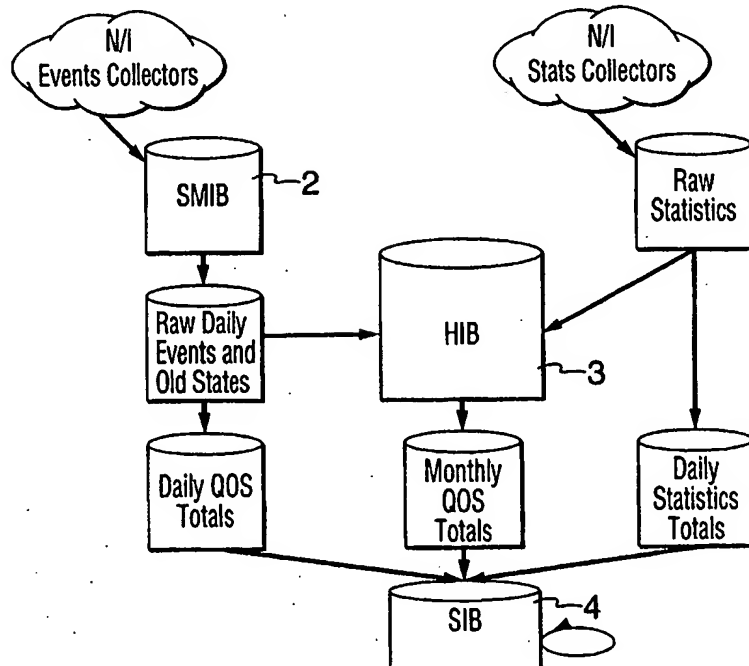 N/I
Events Collectors
N/I
Stats Collectors
SMIB
2
Raw
Statistics
Raw Daily
Events and
Old States
HIB
3
Daily QOS
Totals
Monthly
QOS
Totals
Daily
Statistics
Totals
SIB
4